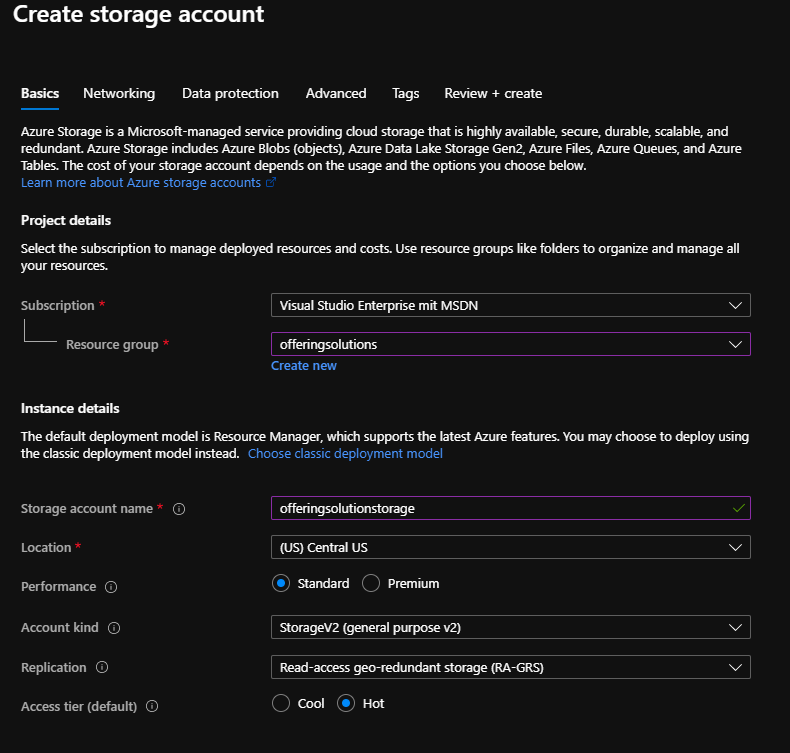 Create storage account
Basics Networking Data protection Advanced Tags Review + create
Azure Storage is a Microsoft-managed service providing cloud storage that is highly available, secure, durable, scalable, and
redundant. Azure Storage includes Azure Blobs (objects), Azure Data Lake Storage Gen2, Azure Files, Azure Queues, and Azure
Tables. The cost of your storage account depends on the usage and the options you choose below.
Learn more about Azure storage accounts
Project details
Select the subscription to manage deployed resources and costs. Use resource groups like folders to organize and manage all
your resources.
Subscription * Visual Studio Enterprise mit MSDN
Resource group * offeringsolutions
Create new
Instance details
The default deployment model is Resource Manager, which supports the latest Azure features. You may choose to deploy using
the classic deployment model instead. Choose classic deployment model
Storage account name * offeringsolutionstorage
Location * (US) Central US
Performance Standard Premium
Account kind StorageV2 (general purpose v2)
Replication Read-access geo-redundant storage (RA-GRS)
Access tier (default) Cool Hot